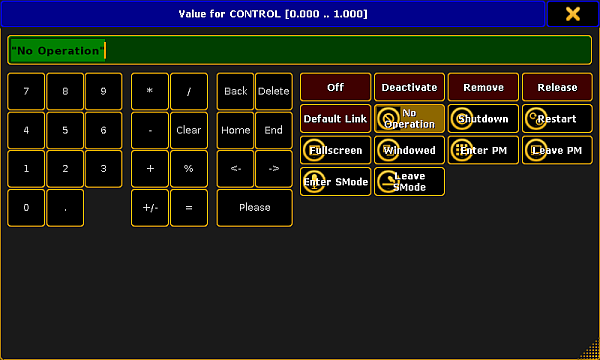 Value for CONTROL [0.000 .. 1.000]
"No Operation"
7 8 9 * / Back Delete Off Deactivate Remove Release
4 5 6 - Clear Home End Default Link No Operation Shutdown Restart
1 2 3 + % <- -> Fullscreen Windowed Enter PM Leave PM
0 . +/- = Please Enter SMode Leave SMode